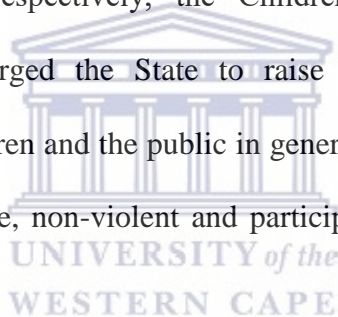 espectively, the Children
rged the State to raise
ren and the public in gener
e, non-violent and particip
UNIVERSITY of the
WESTERN CAPE